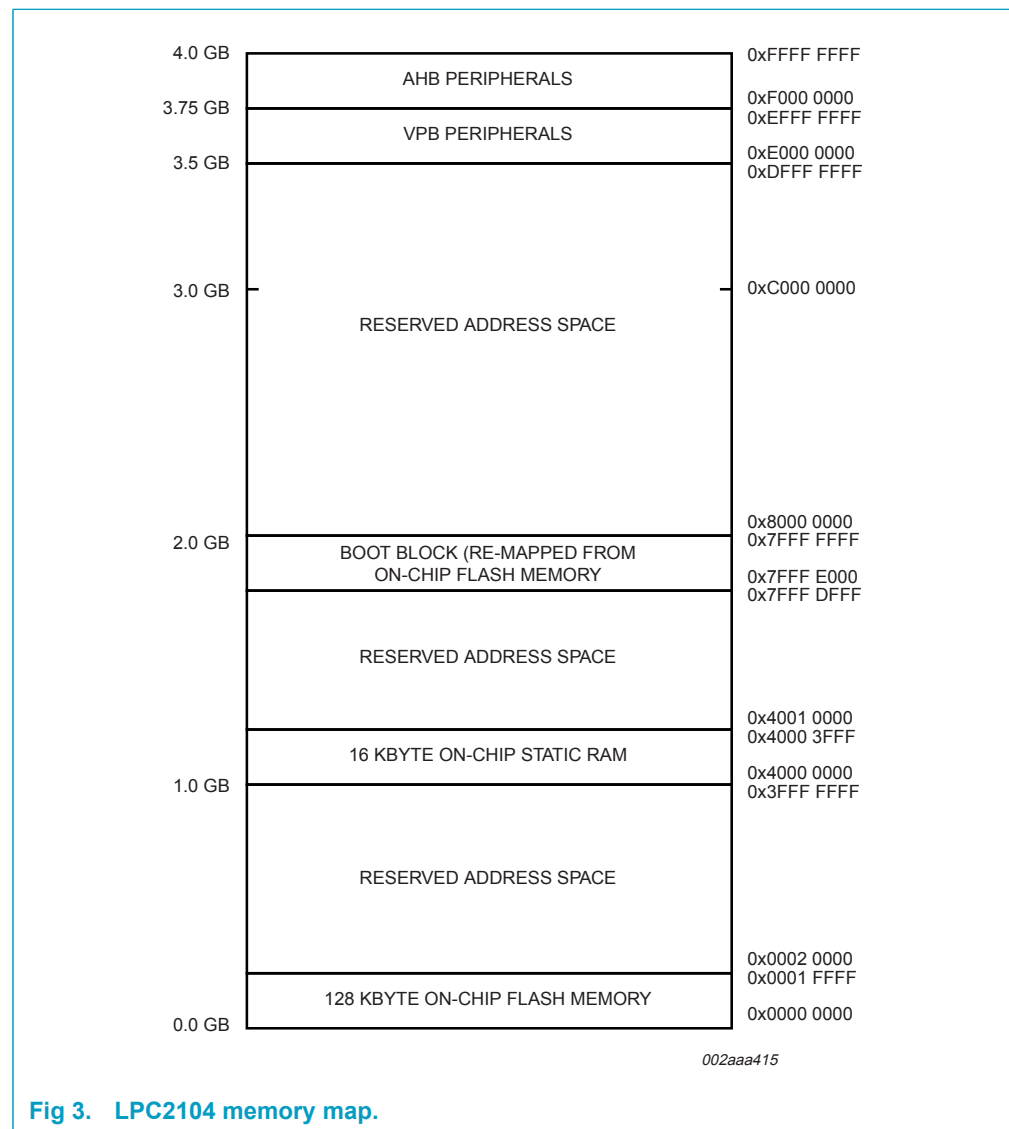 4.0 GB
0xFFFF FFFF
AHB PERIPHERALS
0xF000 0000
3.75 GB
0xEFFF FFFF
VPB PERIPHERALS
0xE000 0000
3.5 GB
0xDFFF FFFF
3.0 GB
0xC000 0000
RESERVED ADDRESS SPACE
0x8000 0000
2.0 GB
0x7FFF FFFF
BOOT BLOCK (RE-MAPPED FROM
ON-CHIP FLASH MEMORY
0x7FFF E000
0x7FFF DFFF
RESERVED ADDRESS SPACE
0x4001 0000
0x4000 3FFF
16 KBYTE ON-CHIP STATIC RAM
0x4000 0000
1.0 GB
0x3FFF FFFF
RESERVED ADDRESS SPACE
0x0002 0000
0x0001 FFFF
128 KBYTE ON-CHIP FLASH MEMORY
0x0000 0000
0.0 GB
002aaa415
Fig 3. LPC2104 memory map.